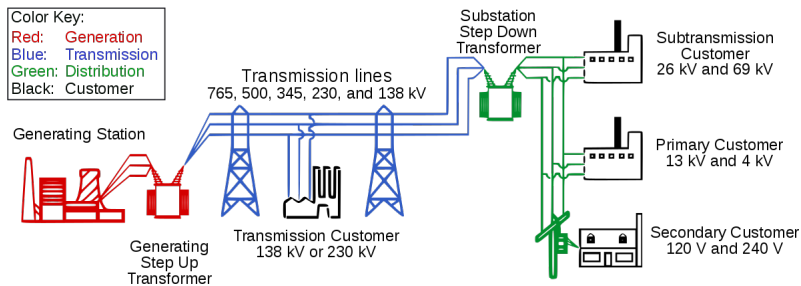 Color Key:
Red: Generation
Blue: Transmission
Green: Distribution
Black: Customer
Generating Station
Generating
Step Up
Transformer
Transmission lines
765, 500, 345, 230, and 138 kV
Transmission Customer
138 kV or 230 kV
Substation
Step Down
Transformer
Subtransmission
Customer
26 kV and 69 kV
Primary Customer
13 kV and 4 kV
Secondary Customer
120 V and 240 V